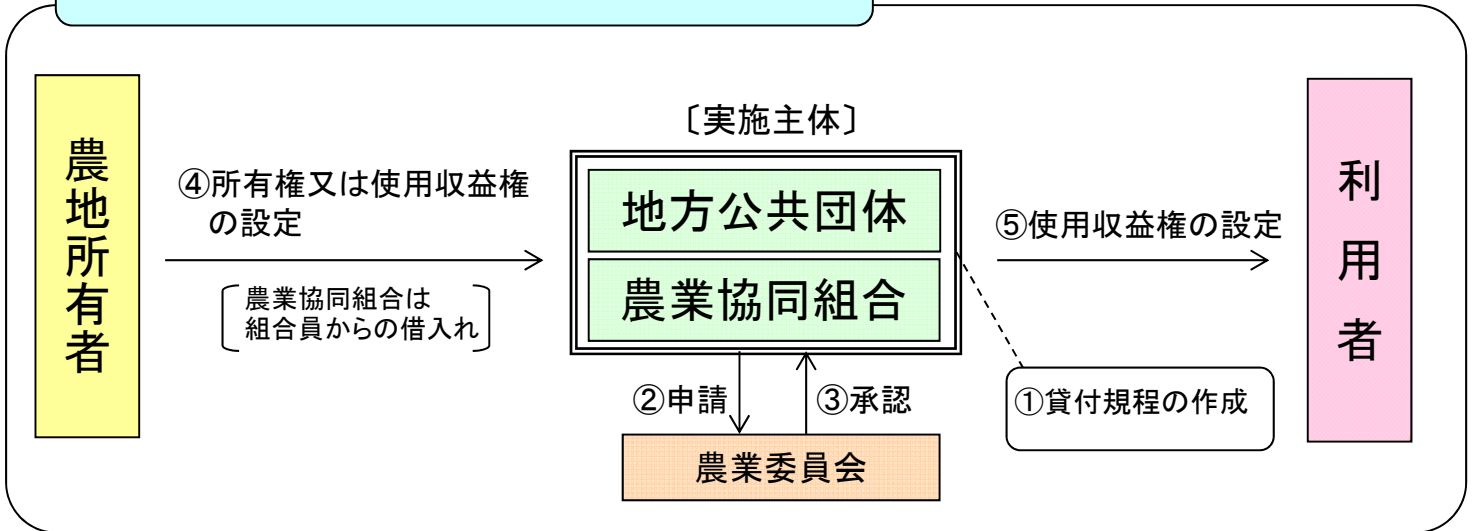 農地所有者
④所有権又は使用収益権
の設定
農業協同組合は
組合員からの借入れ
〔実施主体〕
地方公共団体
農業協同組合
②申請
③承認
農業委員会
⑤使用収益権の設定
①貸付規程の作成
利用者